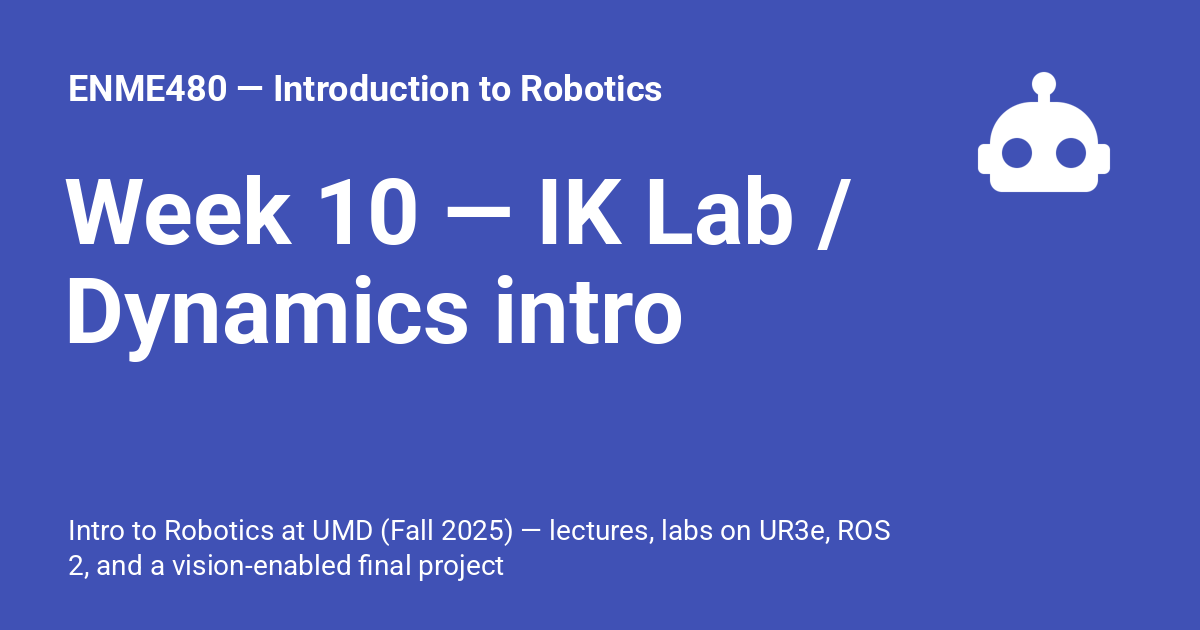 ENME480 — Introduction to Robotics
Week 10 — IK Lab /
Dynamics intro
Intro to Robotics at UMD (Fall 2025) — lectures, labs on UR3e, ROS
2, and a vision-enabled final project